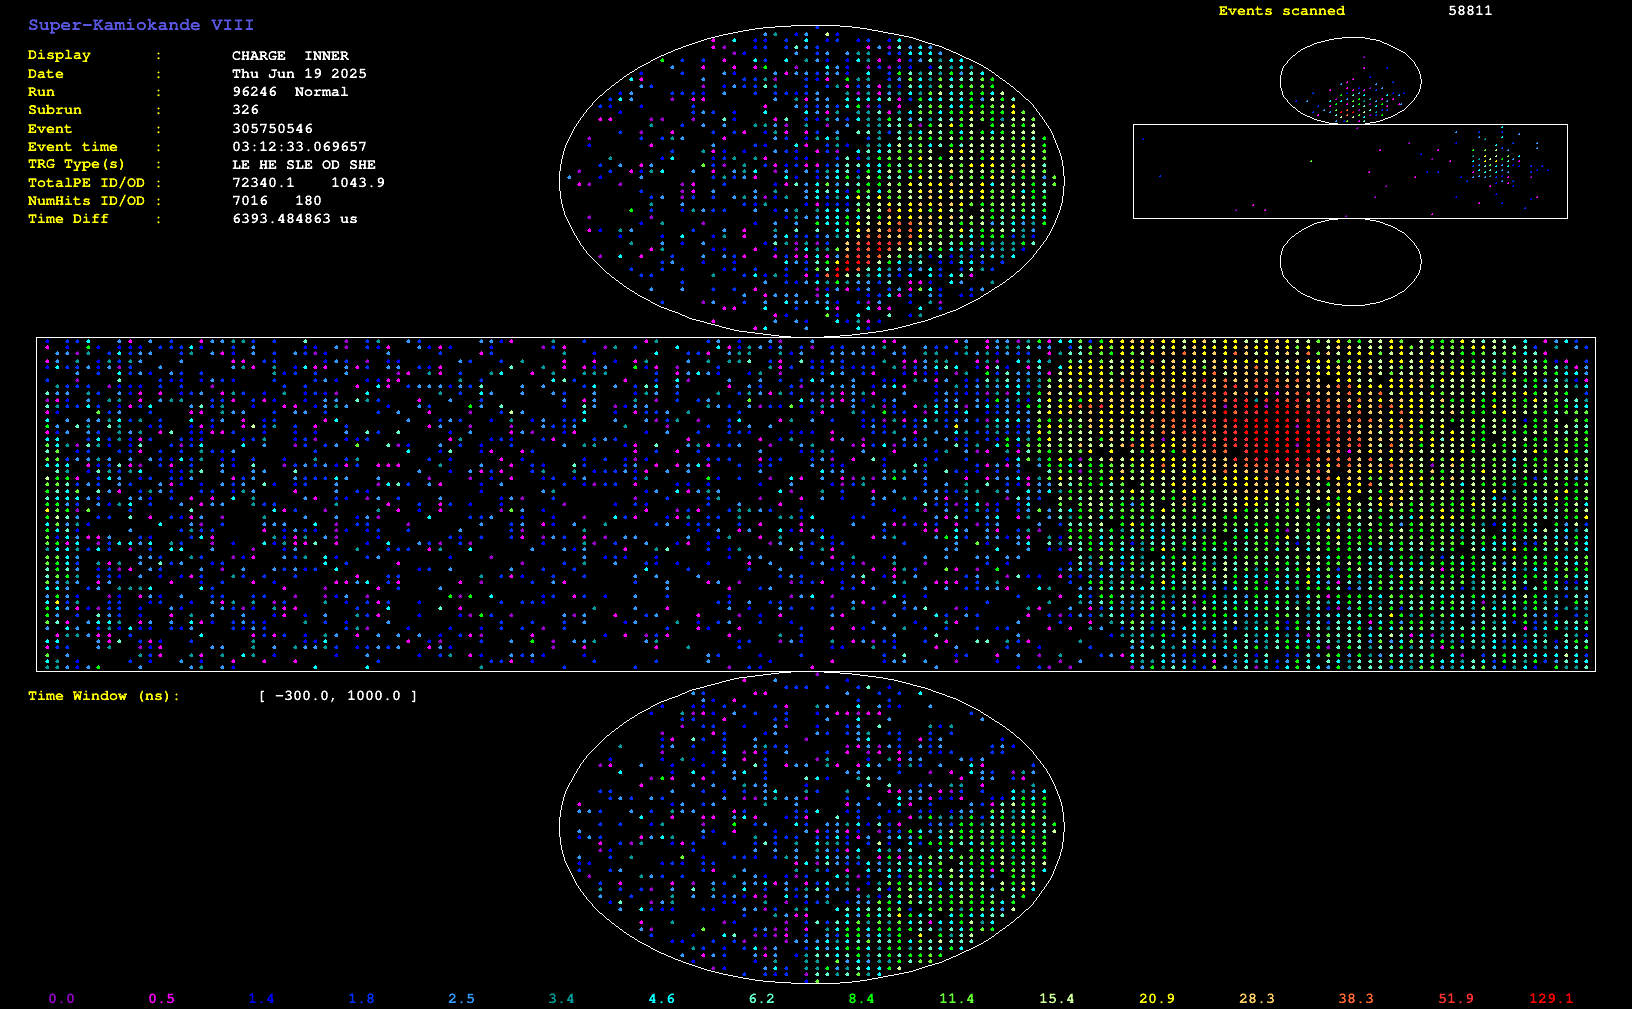 Super-Kamiokande VIII
Events scanned 58811
Display : CHARGE INNER
Date : Thu Jun 19 2025
Run : 96246 Normal
Subrun : 326
Event : 305750546
Event time : 03:12:33.069657
TRG Type(s) : LE HE SLE OD SHE
TotalPE ID/OD : 72340.1 1043.9
NumHits ID/OD : 7016 180
Time Diff : 6393.484863 us
Time Window (ns): [ -300.0, 1000.0 ]
0.0 0.5 1.4 1.8 2.5 3.4 4.6 6.2 8.4 11.4 15.4 20.9 28.3 38.3 51.9 129.1